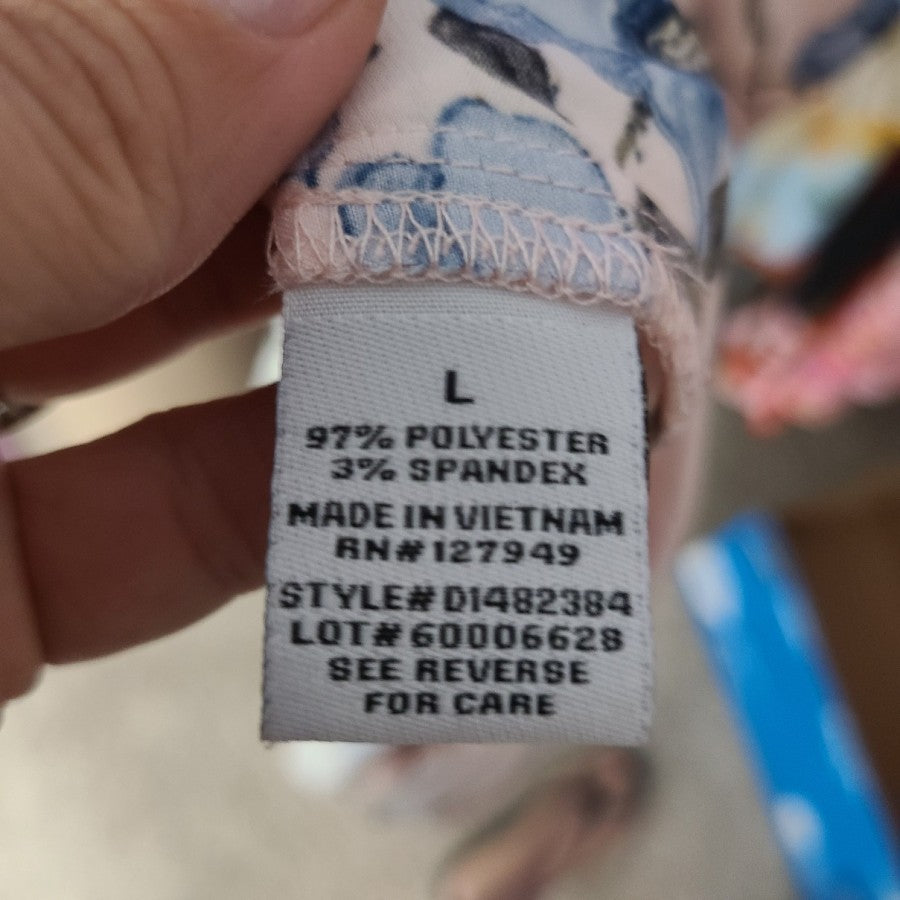 L
97% POLYESTER
3% SPANDEX
MADE IN VIETNAM
RN# 127949
STYLE# D1482384
LOT# 60006628
SEE REVERSE
FOR CARE